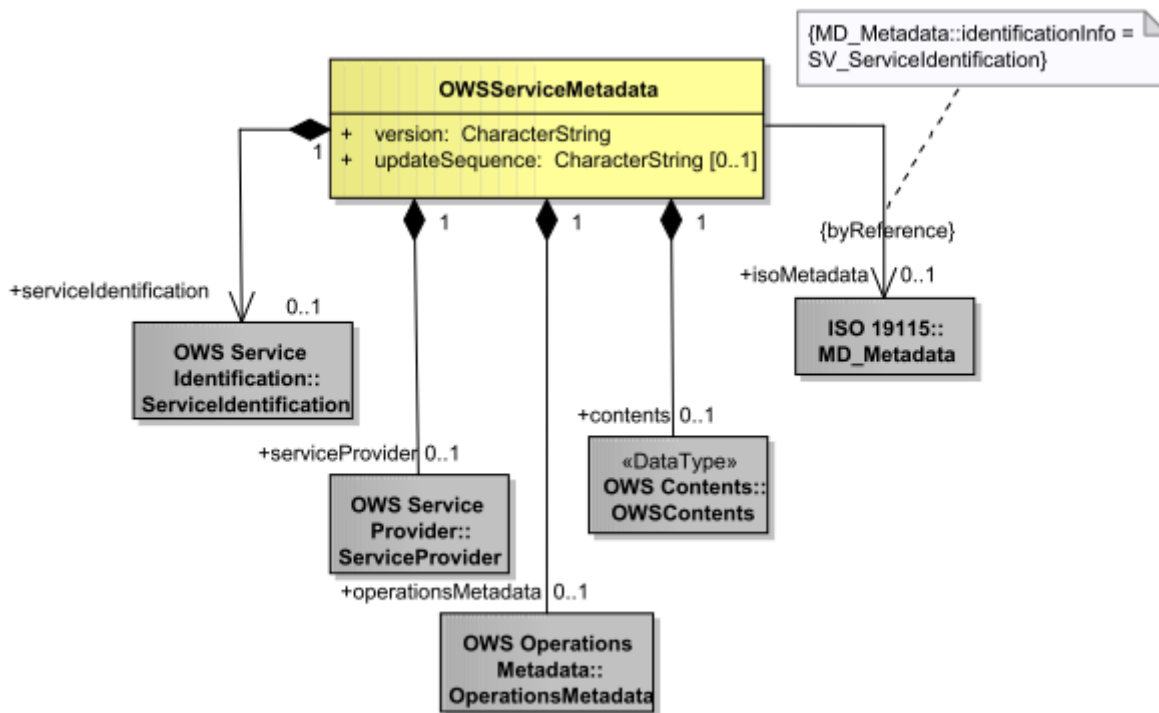 {MD_Metadata::identificationInfo =
SV_ServiceIdentification}
OWSServiceMetadata
+ version: CharacterString
+ updateSequence: CharacterString [0..1]
1
1
1
1
{byReference}
+isoMetadata 0..1
+serviceIdentification
0..1
ISO 19115::
MD_Metadata
OWS Service
Identification::
ServiceIdentification
+contents 0..1
+serviceProvider 0..1
«DataType»
OWS Contents::
OWSContents
OWS Service
Provider::
ServiceProvider
+operationsMetadata 0..1
OWS Operations
Metadata::
OperationsMetadata